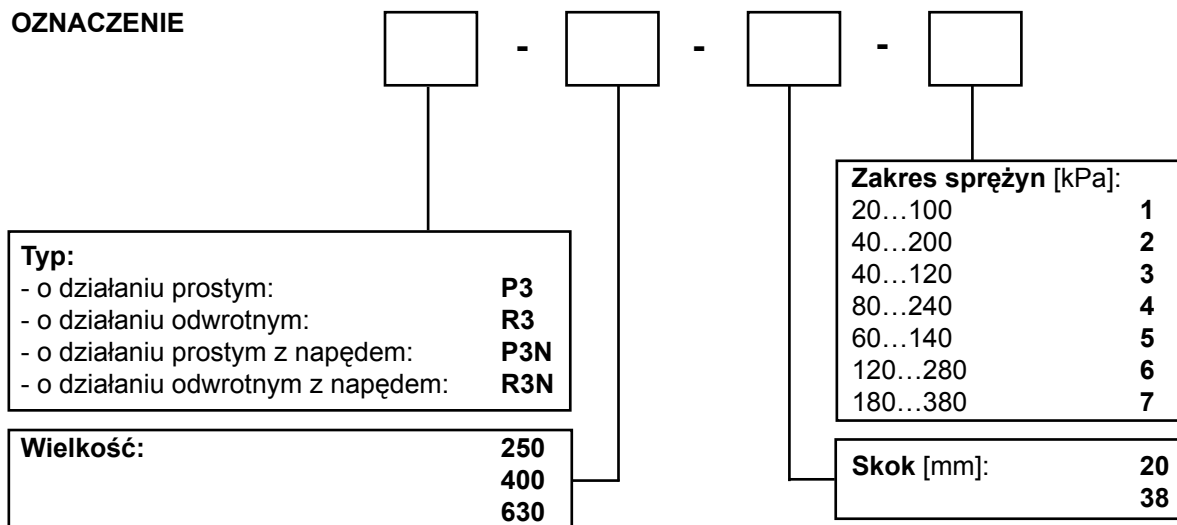 OZNACZENIE
- - -
Typ:
- o działaniu prostym: P3
- o działaniu odwrotnym: R3
- o działaniu prostym z napędem: P3N
- o działaniu odwrotnym z napędem: R3N
Wielkość: 250
400
630
Zakres sprężyn [kPa]:
20…100 1
40…200 2
40…120 3
80…240 4
60…140 5
120…280 6
180…380 7
Skok [mm]: 20
38